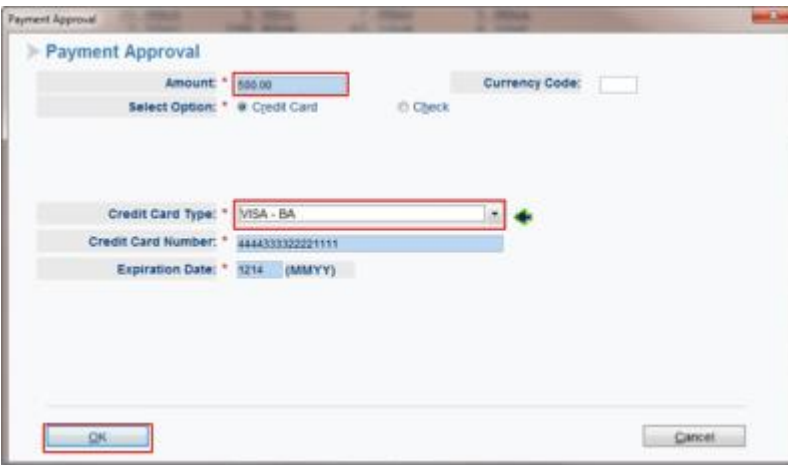 Payment Approval
Payment Approval
Amount: * 500.00 Currency Code:
Select Option: * Credit Card Check
Credit Card Type: * VISA - BA
Credit Card Number: * 4444333322221111
Expiration Date: * 1214 (MMYY)
OK Cancel